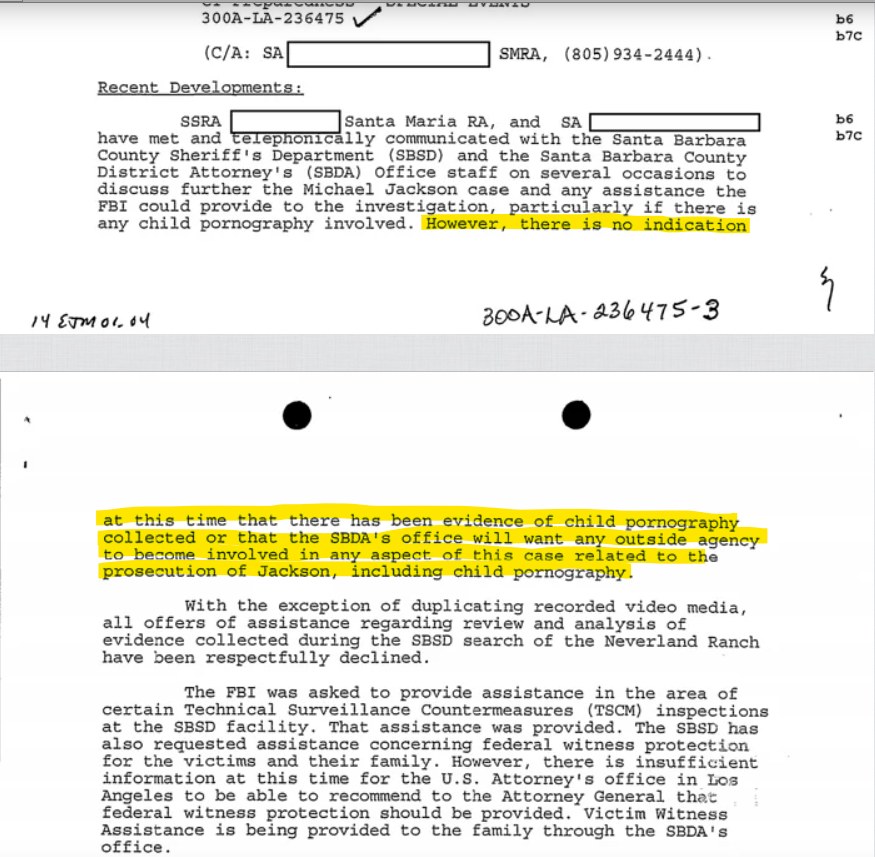 of Preparedness - SPECIAL EVENTS
300A-LA-236475
b6
b7C
(C/A: SA SMRA, (805)934-2444).
Recent Developments:
SSRA Santa Maria RA, and SA
b6
b7C
have met and telephonically communicated with the Santa Barbara
County Sheriff's Department (SBSD) and the Santa Barbara County
District Attorney's (SBDA) Office staff on several occasions to
discuss further the Michael Jackson case and any assistance the
FBI could provide to the investigation, particularly if there is
any child pornography involved. However, there is no indication
300A-LA-236475-3
at this time that there has been evidence of child pornography
collected or that the SBDA's office will want any outside agency
to become involved in any aspect of this case related to the
prosecution of Jackson, including child pornography.
With the exception of duplicating recorded video media,
all offers of assistance regarding review and analysis of
evidence collected during the SBSD search of the Neverland Ranch
have been respectfully declined.
The FBI was asked to provide assistance in the area of
certain Technical Surveillance Countermeasures (TSCM) inspections
at the SBSD facility. That assistance was provided. The SBSD has
also requested assistance concerning federal witness protection
for the victims and their family. However, there is insufficient
information at this time for the U.S. Attorney's office in Los
Angeles to be able to recommend to the Attorney General that
federal witness protection should be provided. Victim Witness
Assistance is being provided to the family through the SBDA's
office.